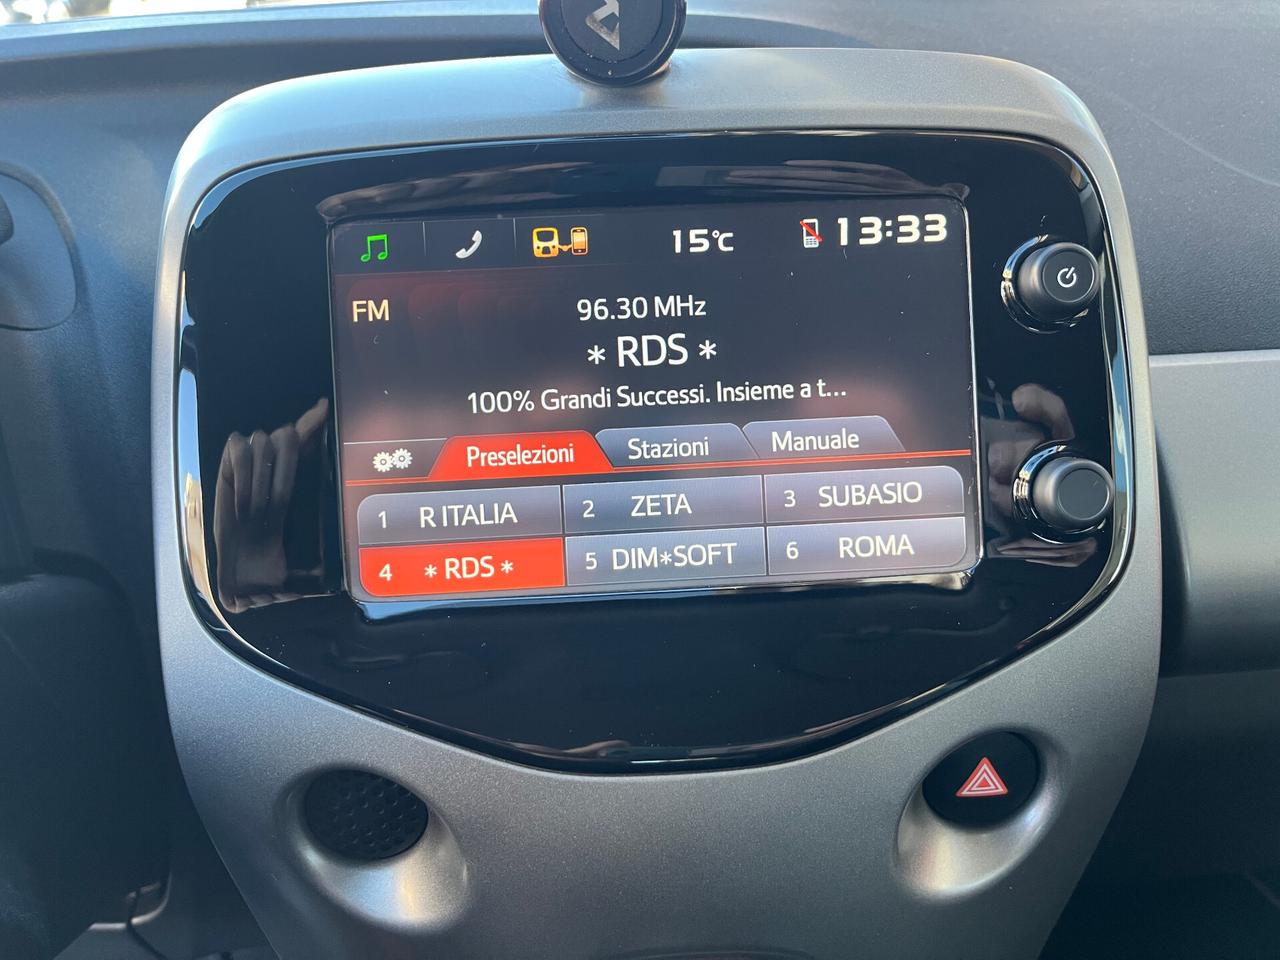 15°C 13:33
FM 96.30 MHz
* RDS *
100% Grandi Successi. Insieme a t...
Preselezioni Stazioni Manuale
1 R ITALIA 2 ZETA 3 SUBASIO
4 * RDS * 5 DIM*SOFT 6 ROMA